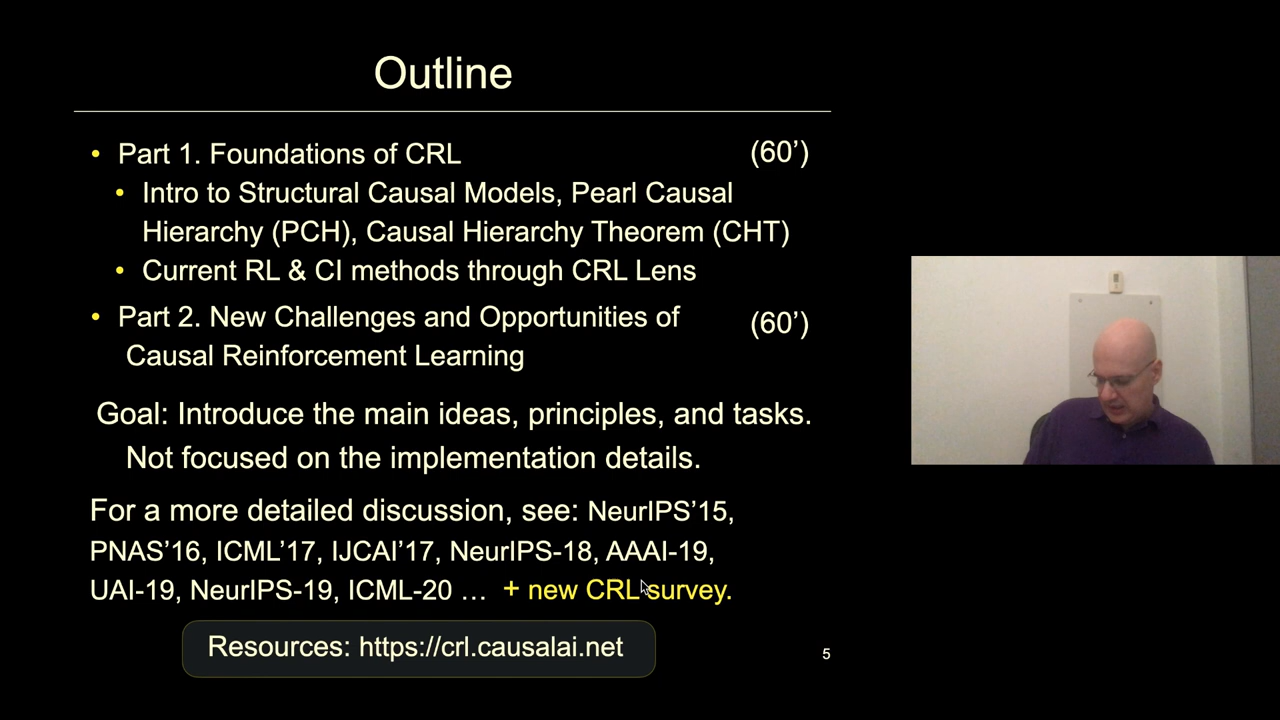 Outline
• Part 1. Foundations of CRL (60’)
• Intro to Structural Causal Models, Pearl Causal
Hierarchy (PCH), Causal Hierarchy Theorem (CHT)
• Current RL & CI methods through CRL Lens
• Part 2. New Challenges and Opportunities of (60’)
Causal Reinforcement Learning
Goal: Introduce the main ideas, principles, and tasks.
Not focused on the implementation details.
For a more detailed discussion, see: NeurIPS’15,
PNAS’16, ICML’17, IJCAI’17, NeurIPS-18, AAAI-19,
UAI-19, NeurIPS-19, ICML-20 … + new CRL survey.
Resources: https://crl.causalai.net
5